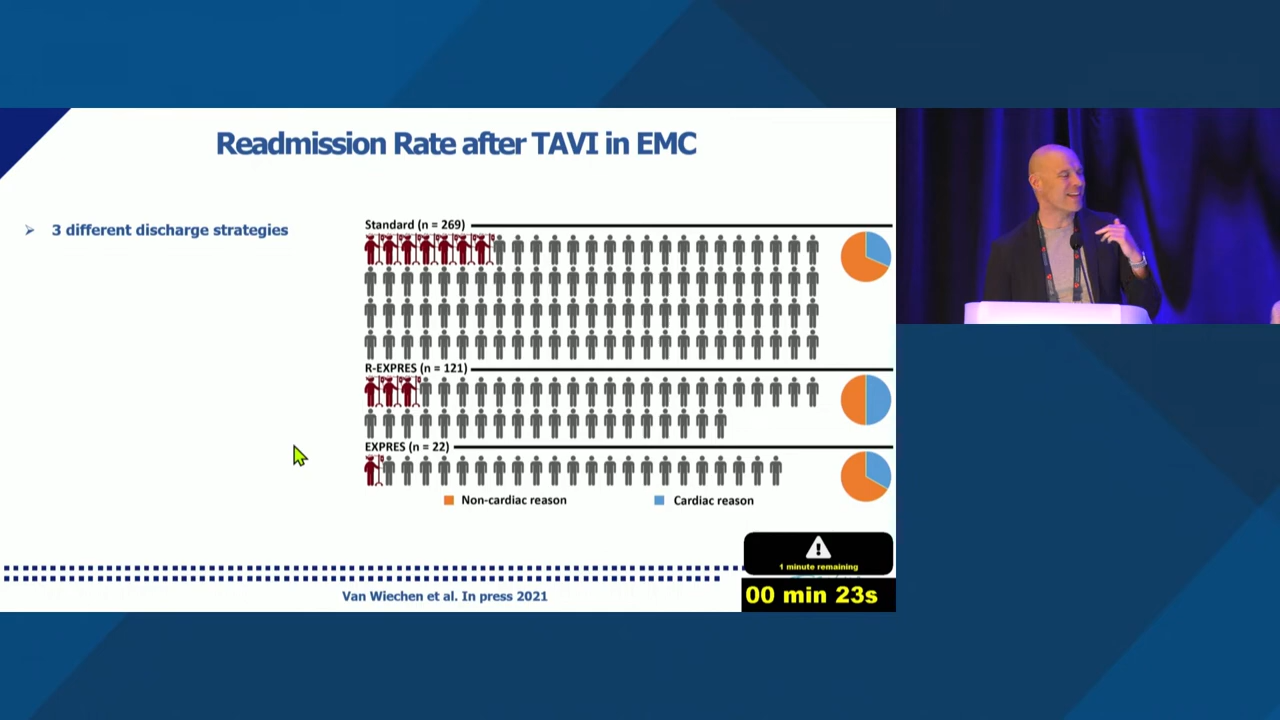 Readmission Rate after TAVI in EMC
3 different discharge strategies
Standard (n = 269)
R-EXPRES (n = 121)
EXPRES (n = 22)
Non-cardiac reason
Cardiac reason
1 minute remaining
00 min 23s
Van Wiechen et al. In press 2021